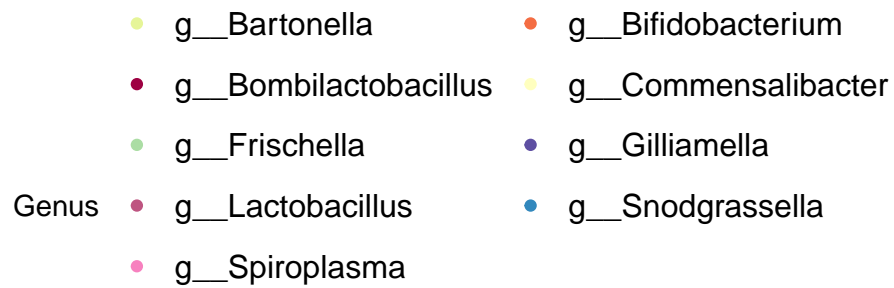 g__Bartonella g__Bifidobacterium
g__Bombilactobacillus g__Commensalibacter
g__Frischella g__Gilliamella
Genus g__Lactobacillus g__Snodgrassella
g__Spiroplasma